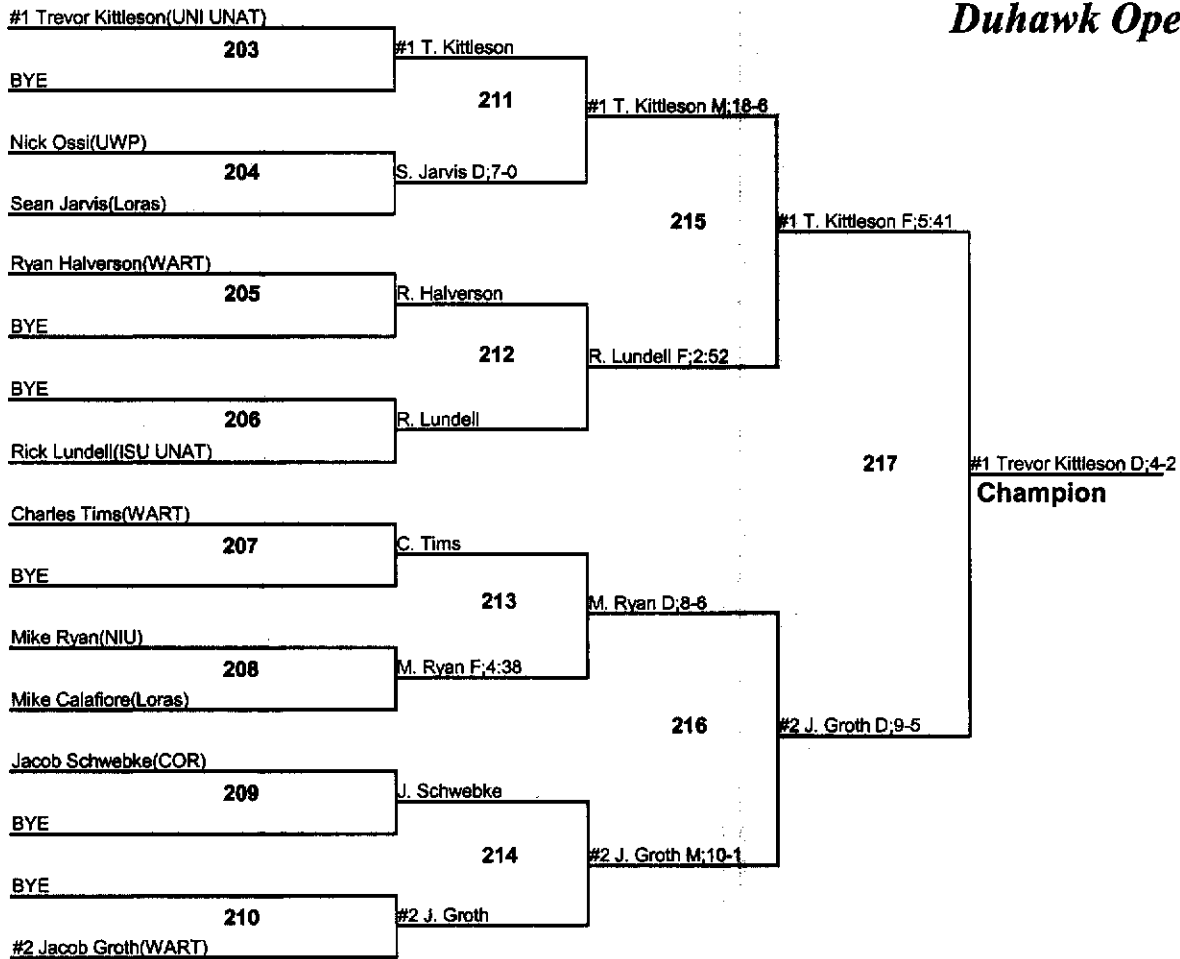 Duhawk Ope
#1 Trevor Kittleson(UNI UNAT)
203
BYE
#1 T. Kittleson
211
Nick Ossi(UWP)
204
Sean Jarvis(Loras)
S. Jarvis D;7-0
#1 T. Kittleson M;18-6
215
Ryan Halverson(WART)
205
BYE
R. Halverson
212
BYE
206
Rick Lundell(ISU UNAT)
R. Lundell
R. Lundell F;2:52
#1 T. Kittleson F;5:41
217
Charles Tims(WART)
207
BYE
C. Tims
213
Mike Ryan(NIU)
208
Mike Calafiore(Loras)
M. Ryan F;4:38
M. Ryan D;8-6
216
Jacob Schwebke(COR)
209
BYE
J. Schwebke
214
BYE
210
#2 Jacob Groth(WART)
#2 J. Groth
#2 J. Groth M;10-1
#2 J. Groth D;9-5
#1 Trevor Kittleson D;4-2
Champion